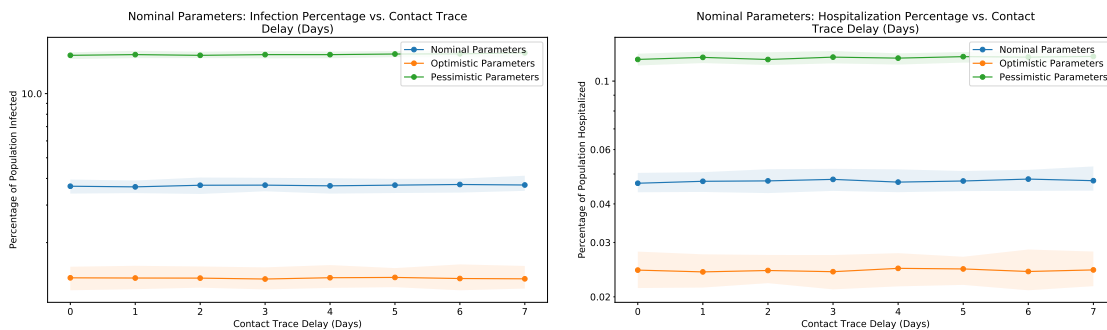 Nominal Parameters: Infection Percentage vs. Contact Trace
Delay (Days)
Percentage of Population Infected
10.0
Nominal Parameters
Optimistic Parameters
Pessimistic Parameters
0 1 2 3 4 5 6 7
Contact Trace Delay (Days)
Nominal Parameters: Hospitalization Percentage vs. Contact
Trace Delay (Days)
Percentage of Population Hospitalized
0.1
0.06
0.04
0.03
0.02
Nominal Parameters
Optimistic Parameters
Pessimistic Parameters
0 1 2 3 4 5 6 7
Contact Trace Delay (Days)